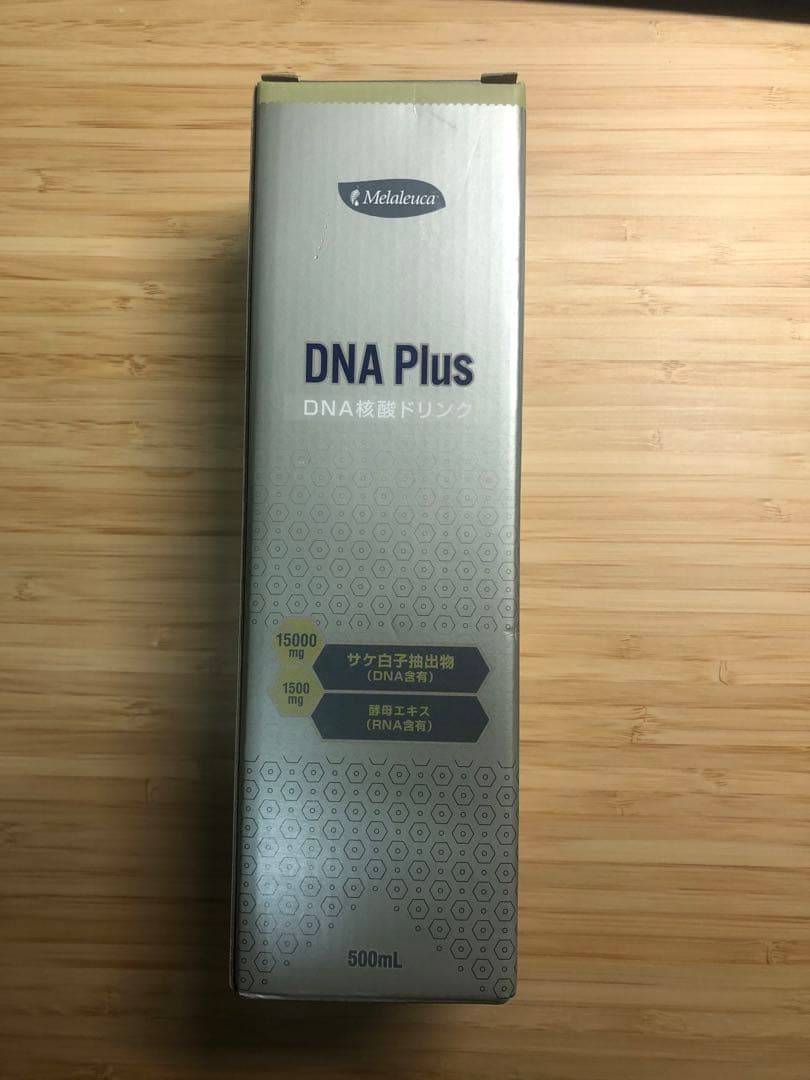 Melaleuca
DNA Plus
DNA核酸ドリンク
15000
mg
サケ白子抽出物
(DNA含有)
1500
mg
酵母エキス
(RNA含有)
500mL